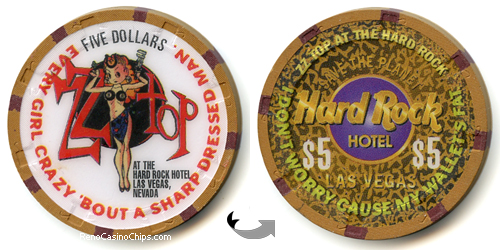 FIVE DOLLARS
EVERY GIRL CRAZY 'BOUT A SHARP DRESSED MAN.
ZZ TOP
AT THE
HARD ROCK HOTEL
LAS VEGAS,
NEVADA
RenoCasinoChips.com
ZZ TOP AT THE HARD ROCK
SAVE THE PLANET
Hard Rock
HOTEL
$5 $5
LAS VEGAS
I DON'T WORRY CAUSE MY WALLET'S FAT